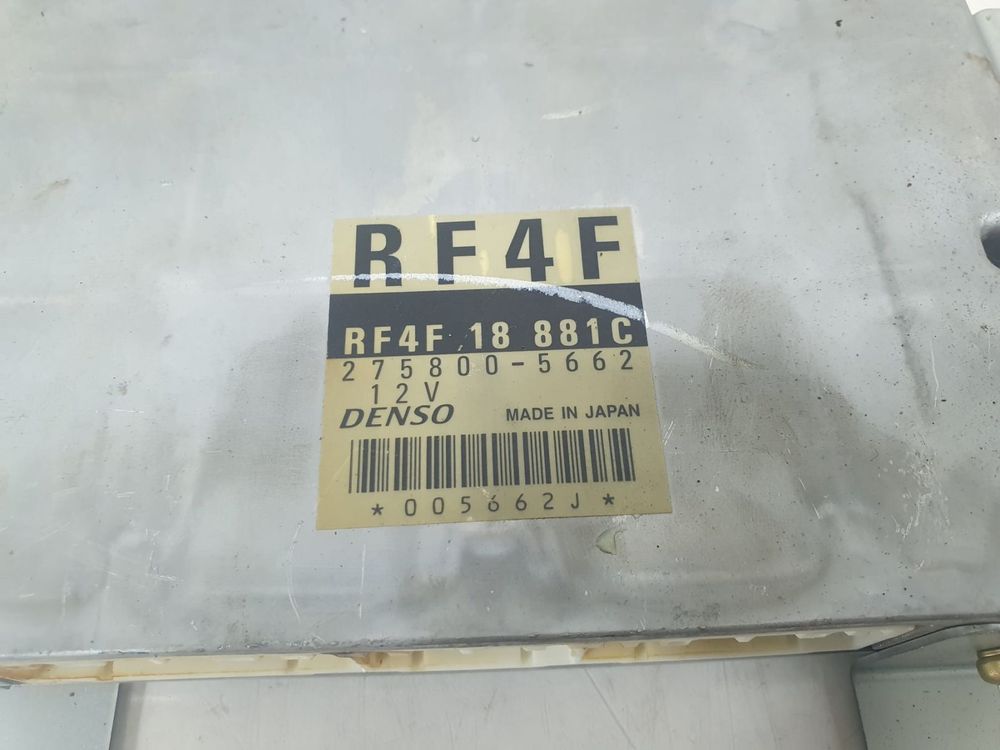 RF4F
RF4F 18 881C
275800-5662
12V
DENSO MADE IN JAPAN
*005662J*